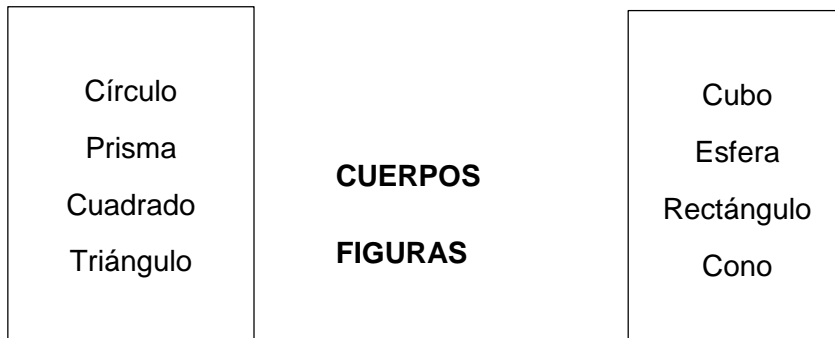 Círculo
Prisma
Cuadrado
Triángulo
CUERPOS
FIGURAS
Cubo
Esfera
Rectángulo
Cono